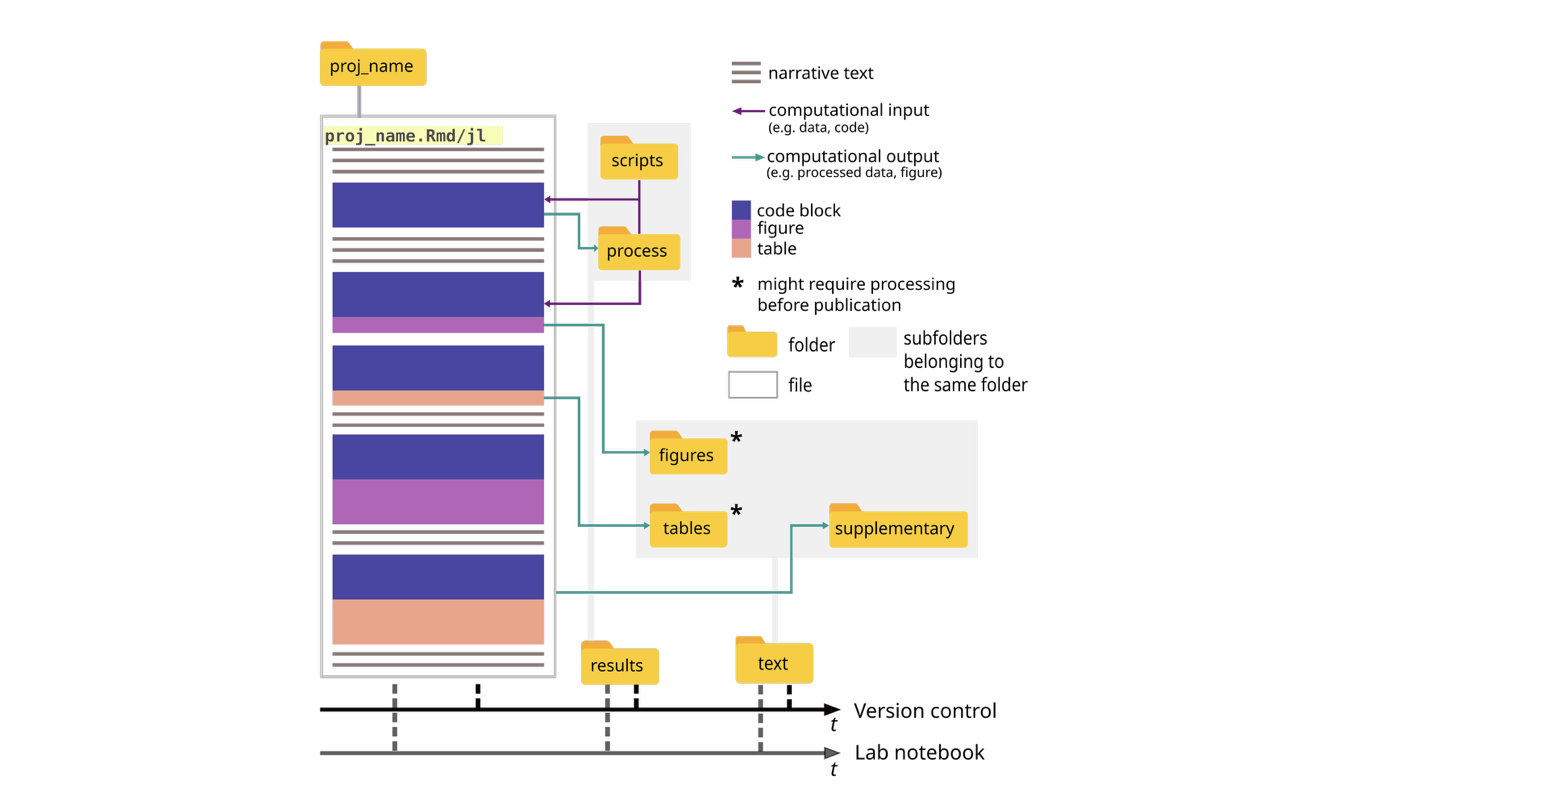 proj_name
proj_name.Rmd/jl
scripts
process
figures
*
tables
*
supplementary
results
text
narrative text
computational input
(e.g. data, code)
computational output
(e.g. processed data, figure)
code block
figure
table
* might require processing
before publication
folder
file
subfolders
belonging to
the same folder
Version control
t
Lab notebook
t